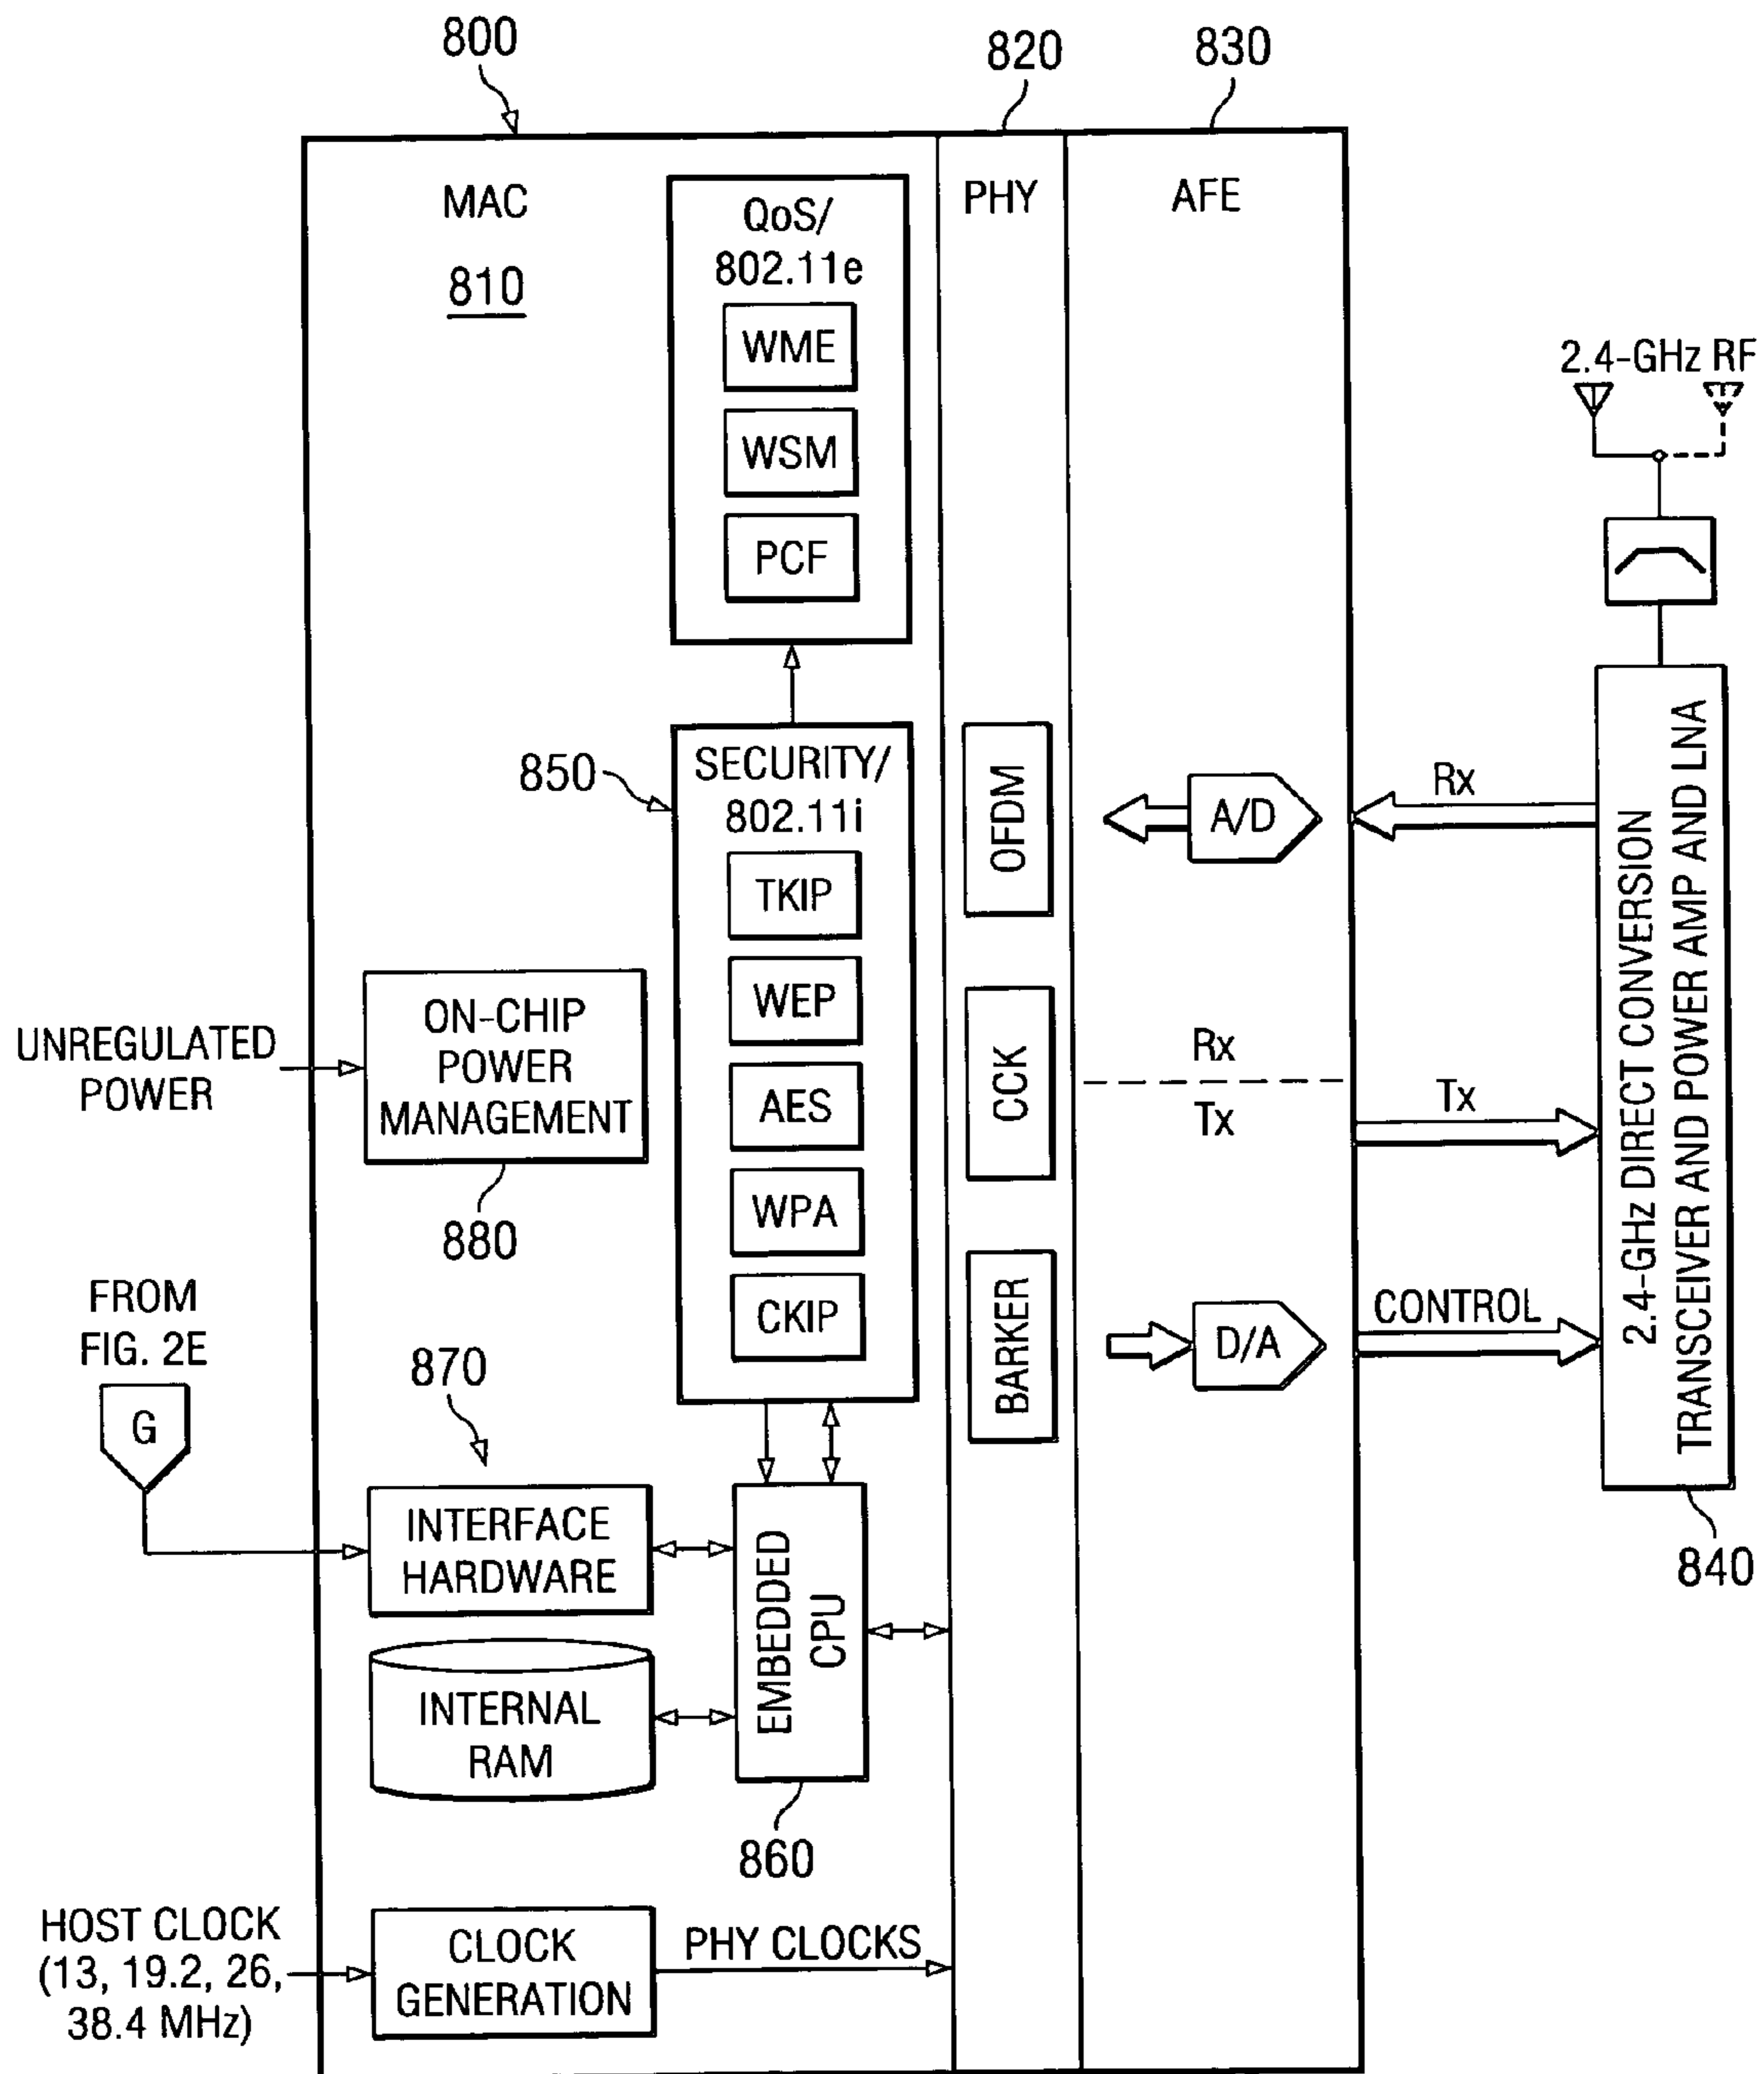 800
820
830
MAC
810
QoS/
802.11e
WME
WSM
PCF
PHY
AFE
2.4-GHz RF
850
SECURITY/
802.11i
TKIP
WEP
AES
WPA
CKIP
OFDM
CCK
BARKER
A/D
Rx
Tx
D/A
Rx
Tx
CONTROL
2.4-GHz DIRECT CONVERSION
TRANSCEIVER AND POWER AMP AND LNA
840
UNREGULATED
POWER
ON-CHIP
POWER
MANAGEMENT
880
FROM
FIG. 2E
G
870
INTERFACE
HARDWARE
INTERNAL
RAM
EMBEDDED
CPU
860
HOST CLOCK
(13, 19.2, 26,
38.4 MHz)
CLOCK
GENERATION
PHY CLOCKS